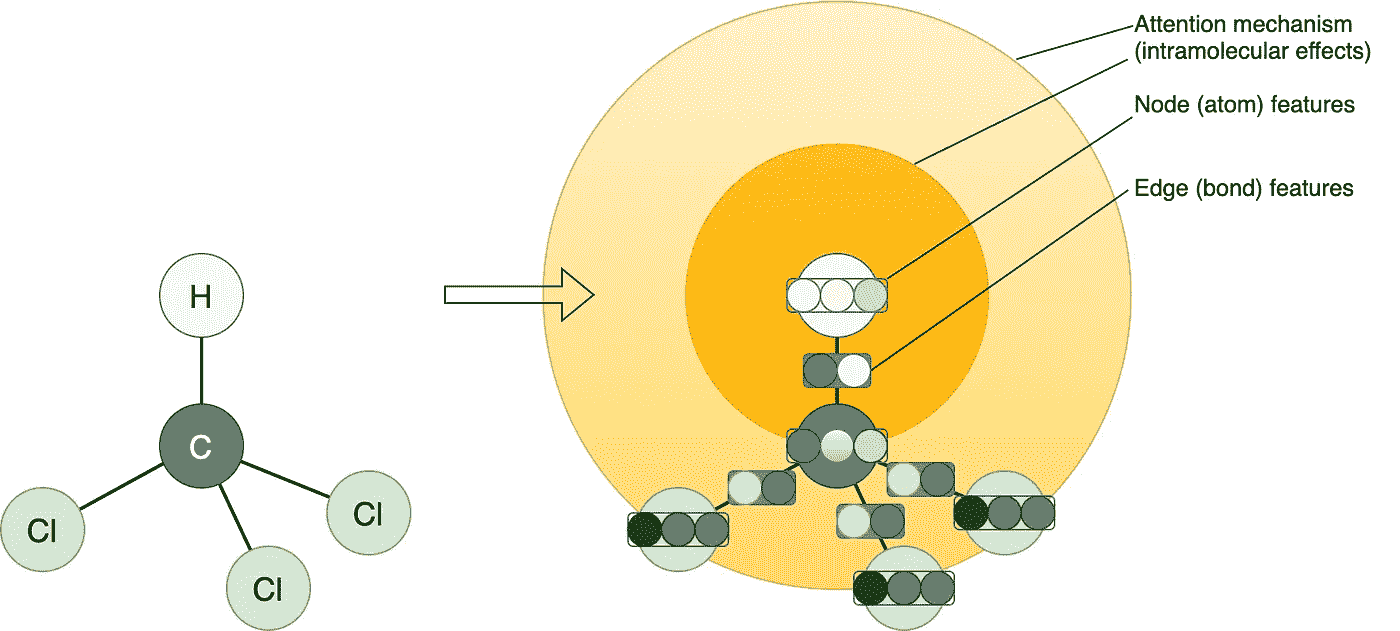 Attention mechanism
(intramolecular effects)
Node (atom) features
Edge (bond) features
H
C
Cl
Cl
Cl